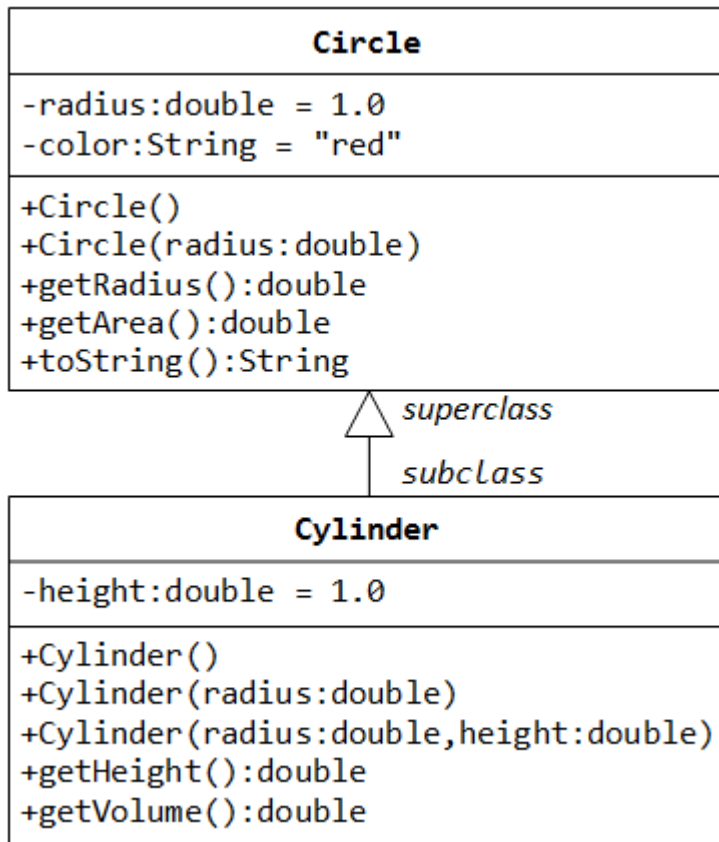 Circle
-radius:double = 1.0
-color:String = "red"
+Circle()
+Circle(radius:double)
+getRadius():double
+getArea():double
+toString():String
superclass
subclass
Cylinder
-height:double = 1.0
+Cylinder()
+Cylinder(radius:double)
+Cylinder(radius:double,height:double)
+getHeight():double
+getVolume():double